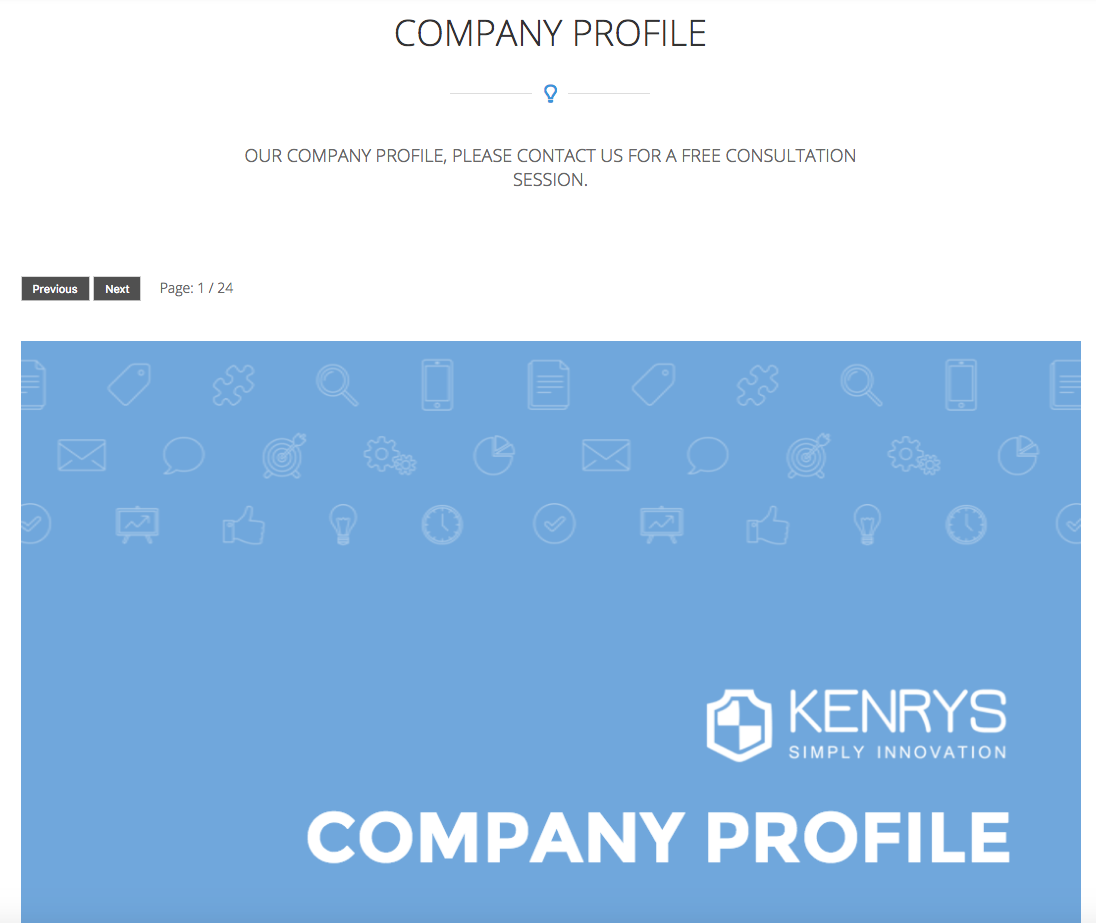 COMPANY PROFILE
OUR COMPANY PROFILE, PLEASE CONTACT US FOR A FREE CONSULTATION
SESSION.
Previous Next Page: 1 / 24
KENRYS
SIMPLY INNOVATION
COMPANY PROFILE